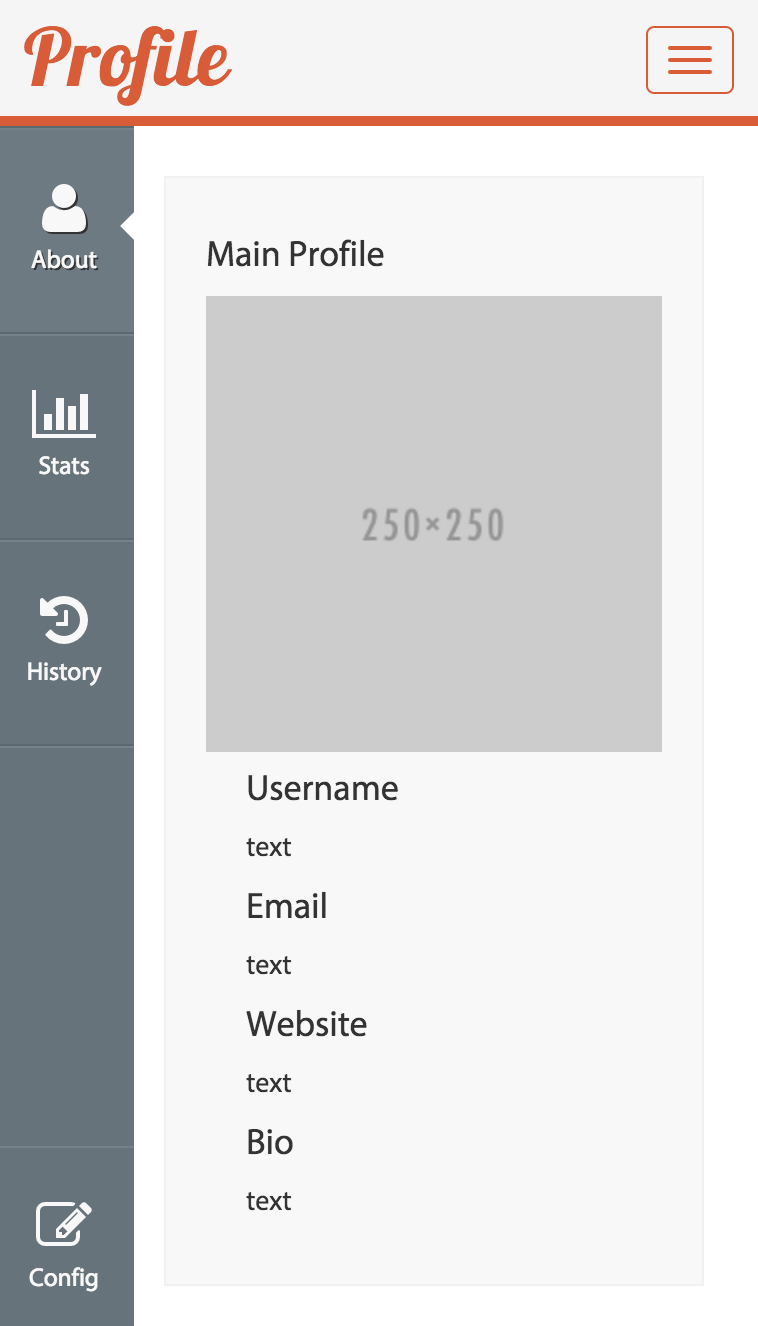 Profile
About
Stats
History
Config
Main Profile
250×250
Username
text
Email
text
Website
text
Bio
text